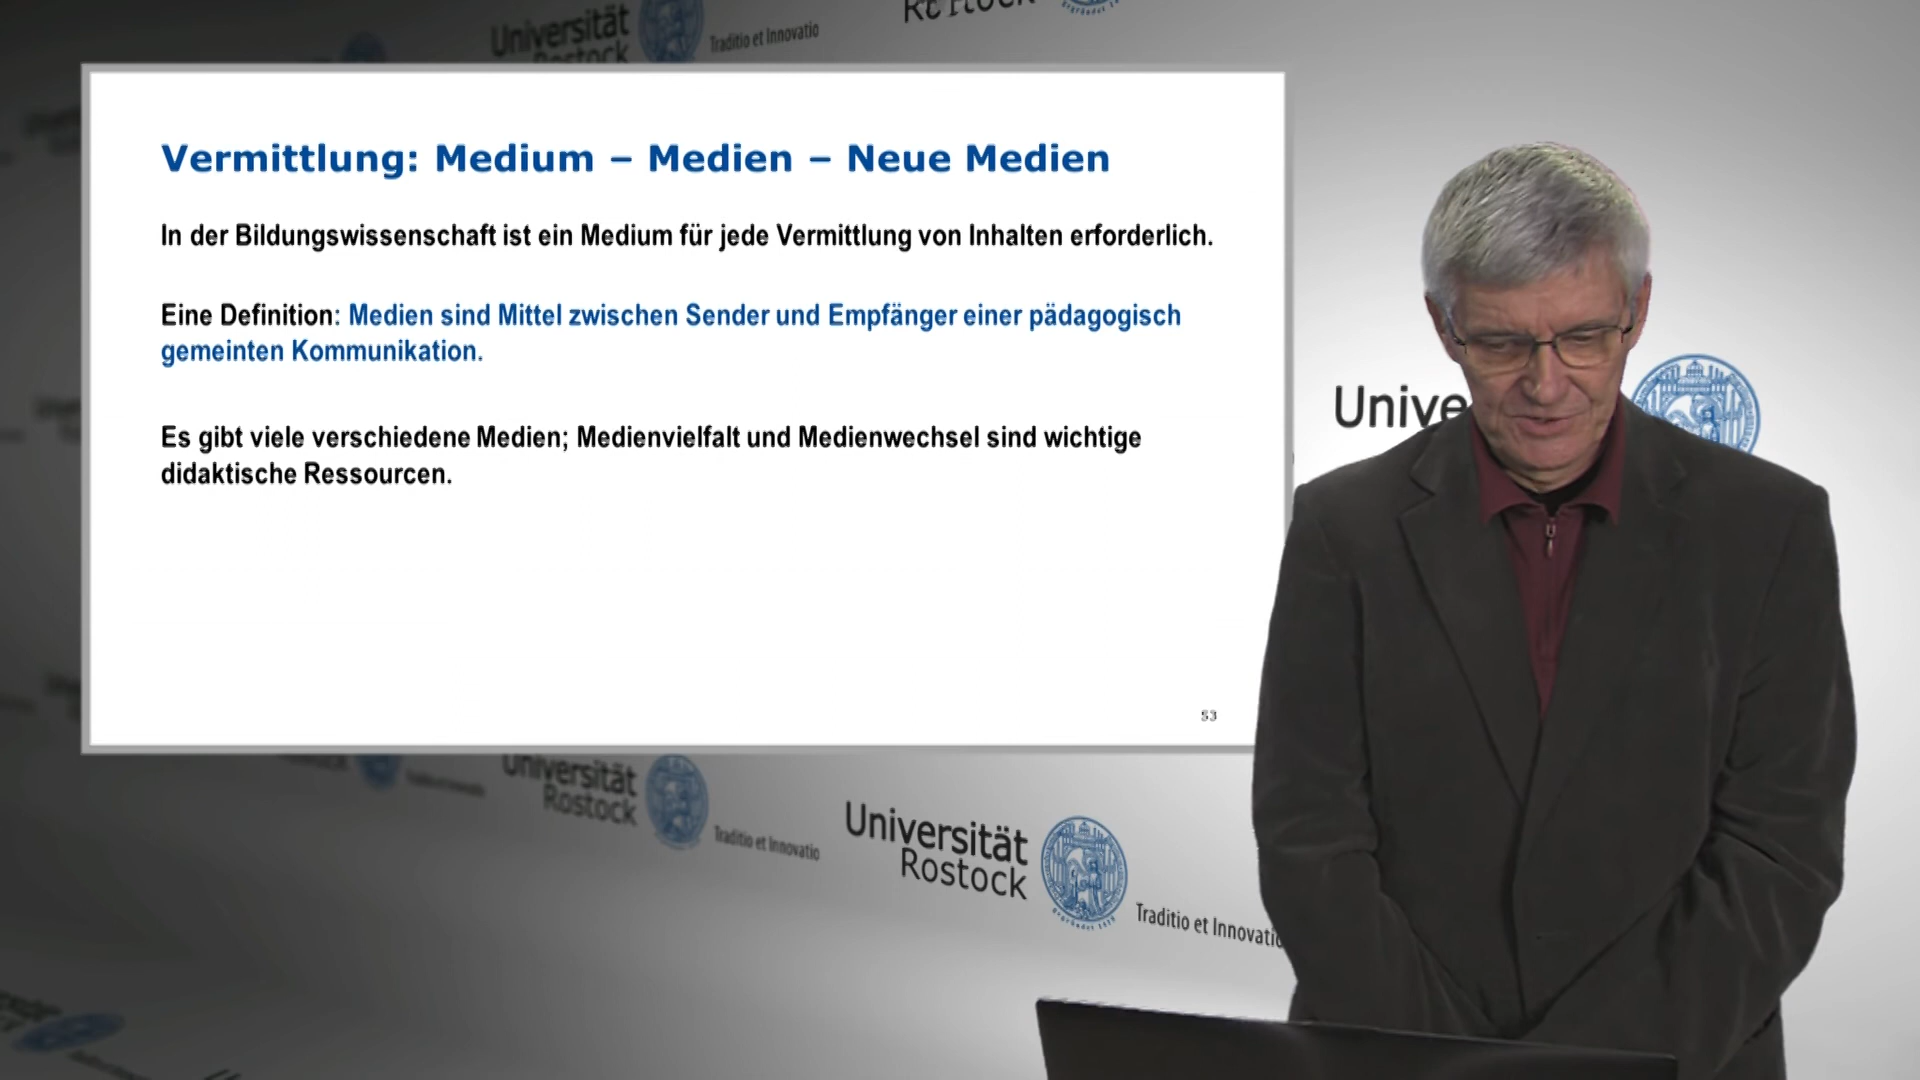 Universität
Rostock
Traditio et Innovatio
Vermittlung: Medium – Medien – Neue Medien
In der Bildungswissenschaft ist ein Medium für jede Vermittlung von Inhalten erforderlich.
Eine Definition: Medien sind Mittel zwischen Sender und Empfänger einer pädagogisch
gemeinten Kommunikation.
Es gibt viele verschiedene Medien; Medienvielfalt und Medienwechsel sind wichtige
didaktische Ressourcen.
53
Unive
Universität
Rostock
Traditio et Innovatio
Universität
Rostock
Traditio et Innovatio